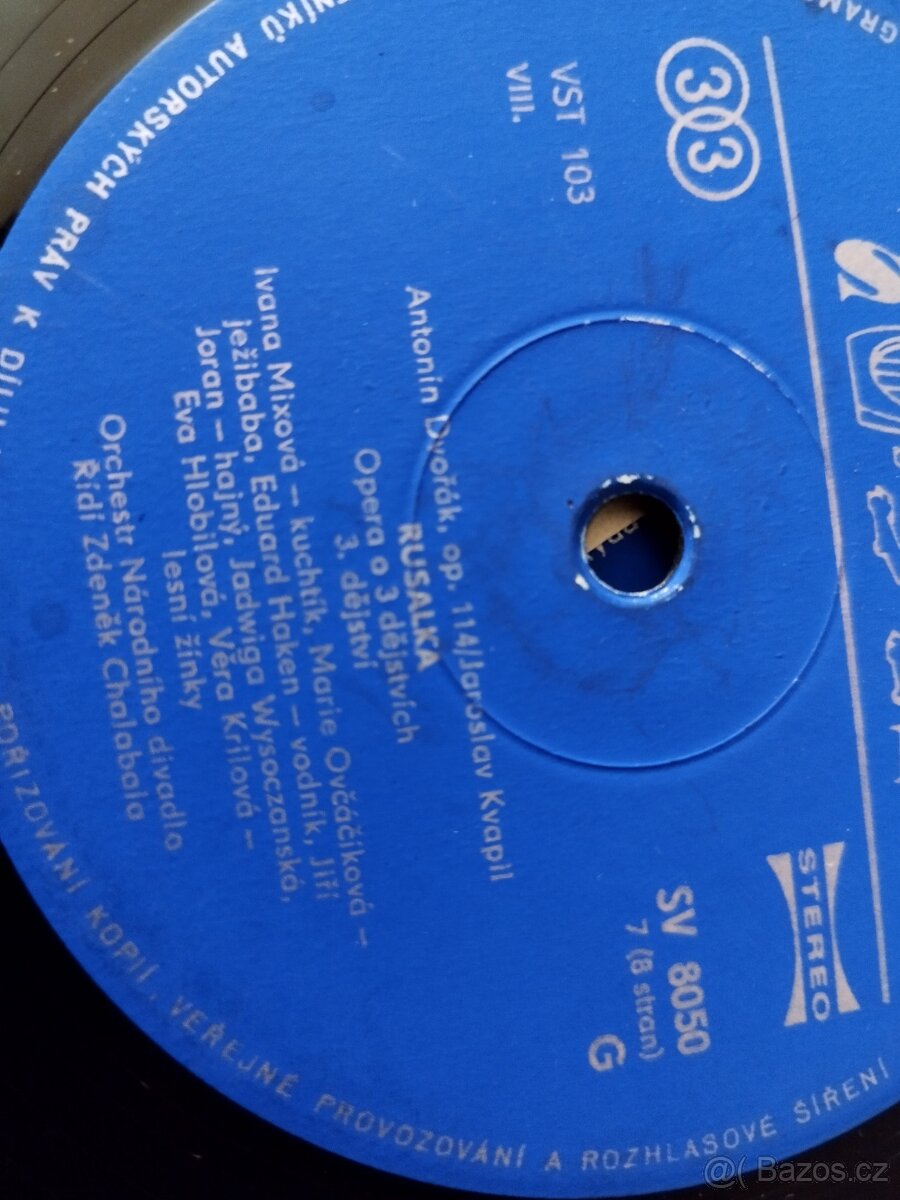 GRAM
33
STEREO
VST 103
VIII.
SV 8050
7 (8 stran)
G
Antonín Dvořák, op. 114/Jaroslav Kvapil
RUSALKA
Opera o 3 dějstvích
3. dějství
Ivana Mixová – kuchtík, Marie Ovčáčíková –
ježibaba, Eduard Haken – vodník, Jiří
Joran – hajný, Jadwiga Wysoczanská,
Eva Hlobilová, Věra Krilová –
lesní žínky
Orchestr Národního divadla
Řídí Zdeněk Chalabala
NÍKŮ AUTORSKÝCH PRÁV K DÍLU
POŘIZOVÁNÍ KOPIÍ, VEŘEJNÉ PROVOZOVÁNÍ A ROZHLASOVÉ ŠÍŘENÍ
@( Bazos.cz